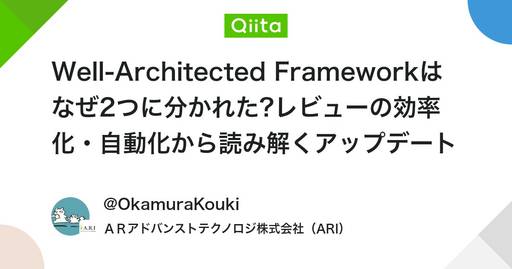 Qiita
Well-Architected Frameworkは
なぜ2つに分かれた?レビューの効率
化・自動化から読み解くアップデート
@OkamuraKouki
ARアドバンストテクノロジ株式会社（ARI）
ARI